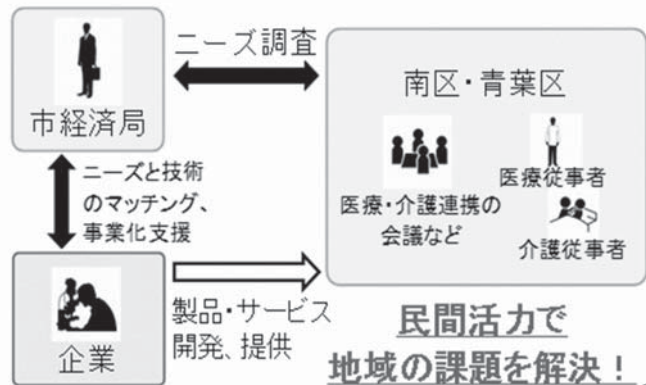 ニーズ調査
市経済局
南区・青葉区
医療・介護連携の
会議など
医療従事者
介護従事者
ニーズと技術
のマッチング、
事業化支援
企業
製品・サービス
開発、提供
民間活力で
地域の課題を解決！